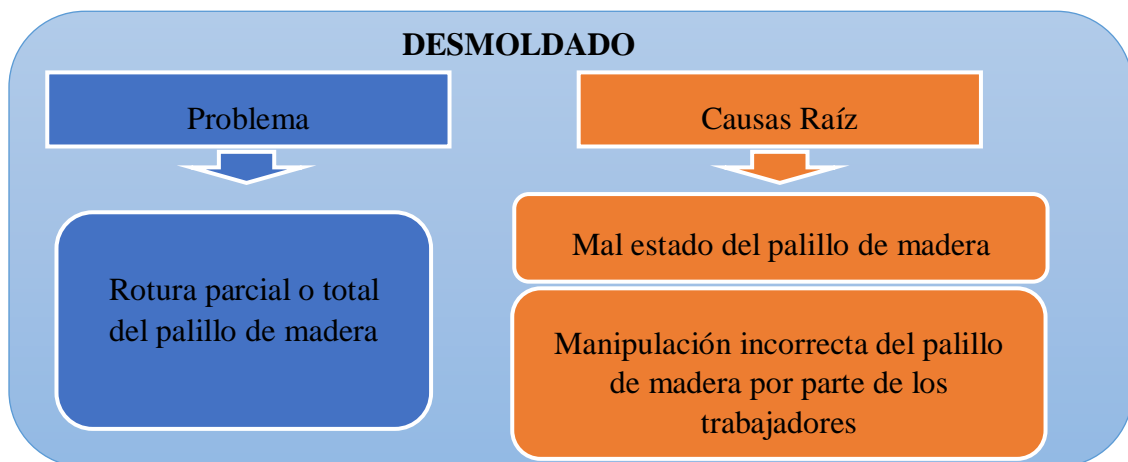 DESMOLDADO
Problema
Causas Raíz
Rotura parcial o total
del palillo de madera
Mal estado del palillo de madera
Manipulación incorrecta del palillo
de madera por parte de los
trabajadores